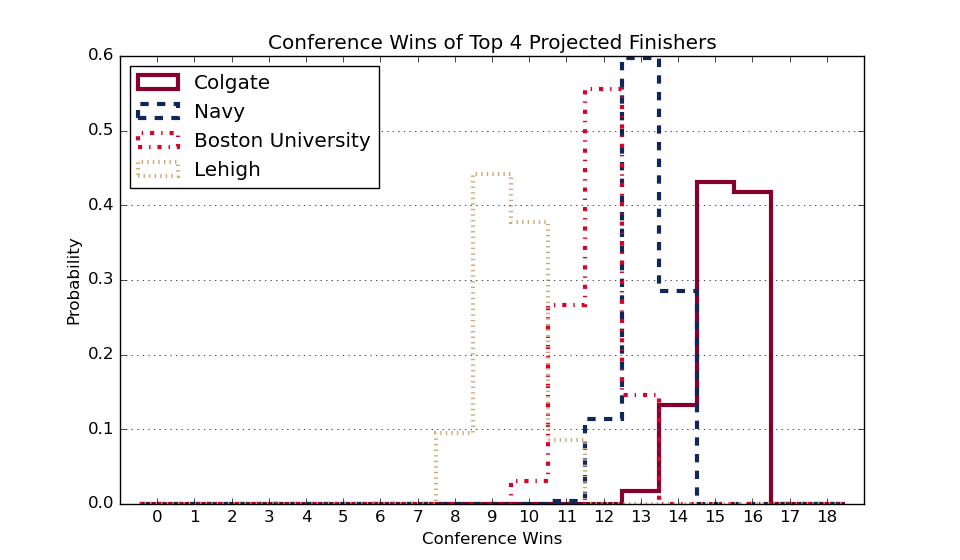 Conference Wins of Top 4 Projected Finishers
0.6
0.5
0.4
0.3
0.2
0.1
0.0
Probability
Colgate
Navy
Boston University
Lehigh
0 1 2 3 4 5 6 7 8 9 10 11 12 13 14 15 16 17 18
Conference Wins